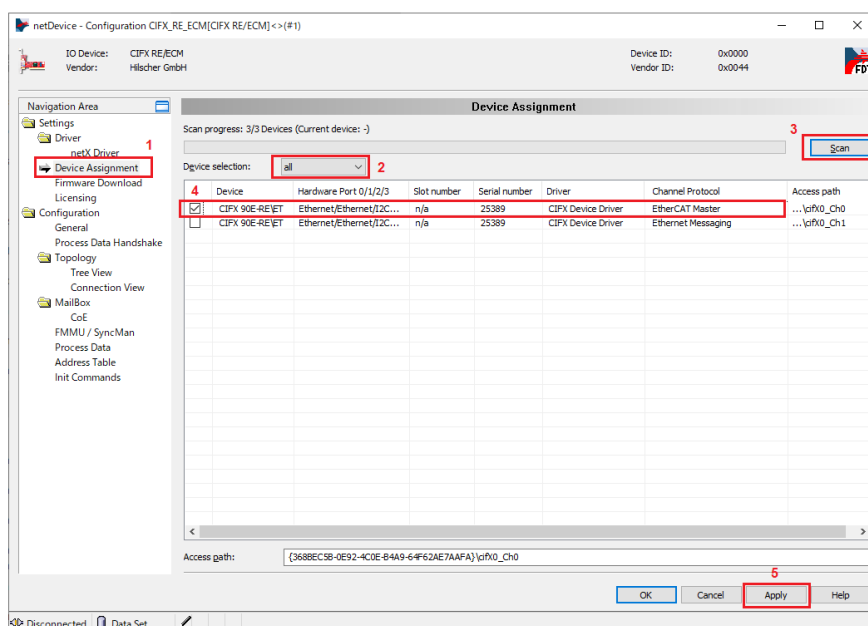 netDevice - Configuration CIFX_RE_ECM[CIFX RE/ECM]<>(#1)
IO Device: CIFX RE/ECM Device ID: 0x0000
Vendor: Hilscher GmbH Vendor ID: 0x0044
FDT
Navigation Area
Settings
Driver
netX Driver
1
Device Assignment
Firmware Download
Licensing
Configuration
General
Process Data Handshake
Topology
Tree View
Connection View
MailBox
CoE
FMMU / SyncMan
Process Data
Address Table
Init Commands
Device Assignment
Scan progress: 3/3 Devices (Current device: -)
3
Scan
Device selection: all 2
4 Device Hardware Port 0/1/2/3 Slot number Serial number Driver Channel Protocol Access path
CIFX 90E-RE\ET Ethernet/Ethernet/I2C... n/a 25389 CIFX Device Driver EtherCAT Master ...\cifX0_Ch0
CIFX 90E-RE\ET Ethernet/Ethernet/I2C... n/a 25389 CIFX Device Driver Ethernet Messaging ...\cifX0_Ch1
Access path: {368BEC5B-0E92-4C0E-B4A9-64F62AE7AAFA}\cifX0_Ch0
5
OK Cancel Apply Help
Disconnected Data Set